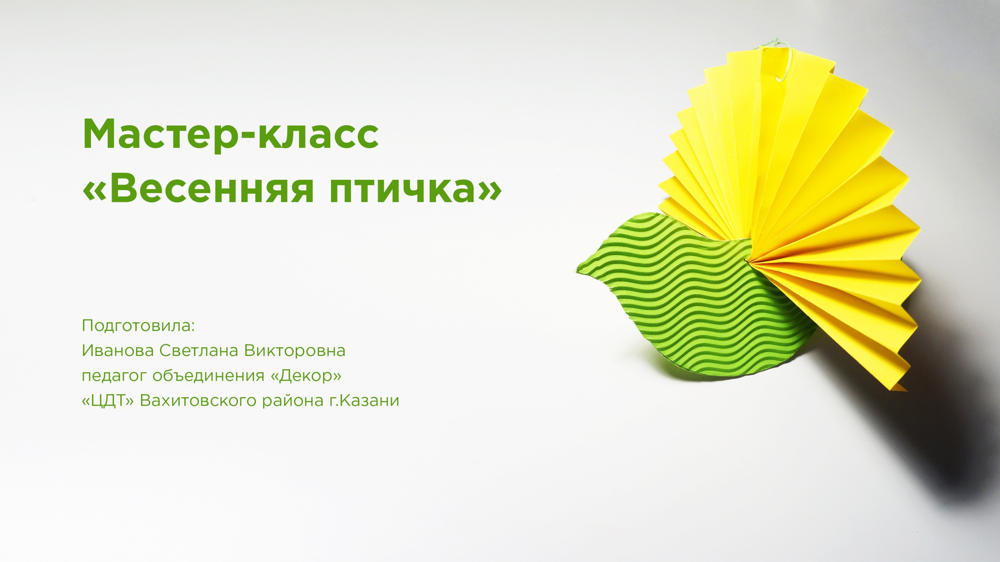 Мастер-класс
«Весенняя птичка»
Подготовила:
Иванова Светлана Викторовна
педагог объединения «Декор»
«ЦДТ» Вахитовского района г.Казани